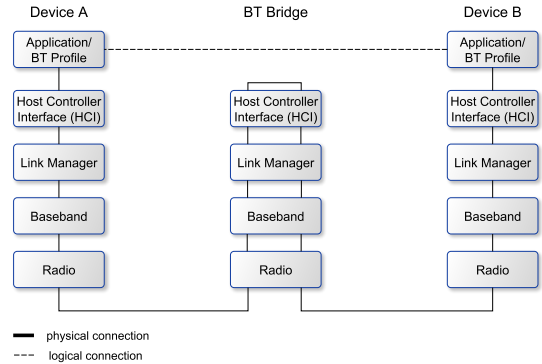 Device A
BT Bridge
Device B
Application/
BT Profile
Application/
BT Profile
Host Controller
Interface (HCI)
Host Controller
Interface (HCI)
Host Controller
Interface (HCI)
Link Manager
Link Manager
Link Manager
Baseband
Baseband
Baseband
Radio
Radio
Radio
physical connection
logical connection